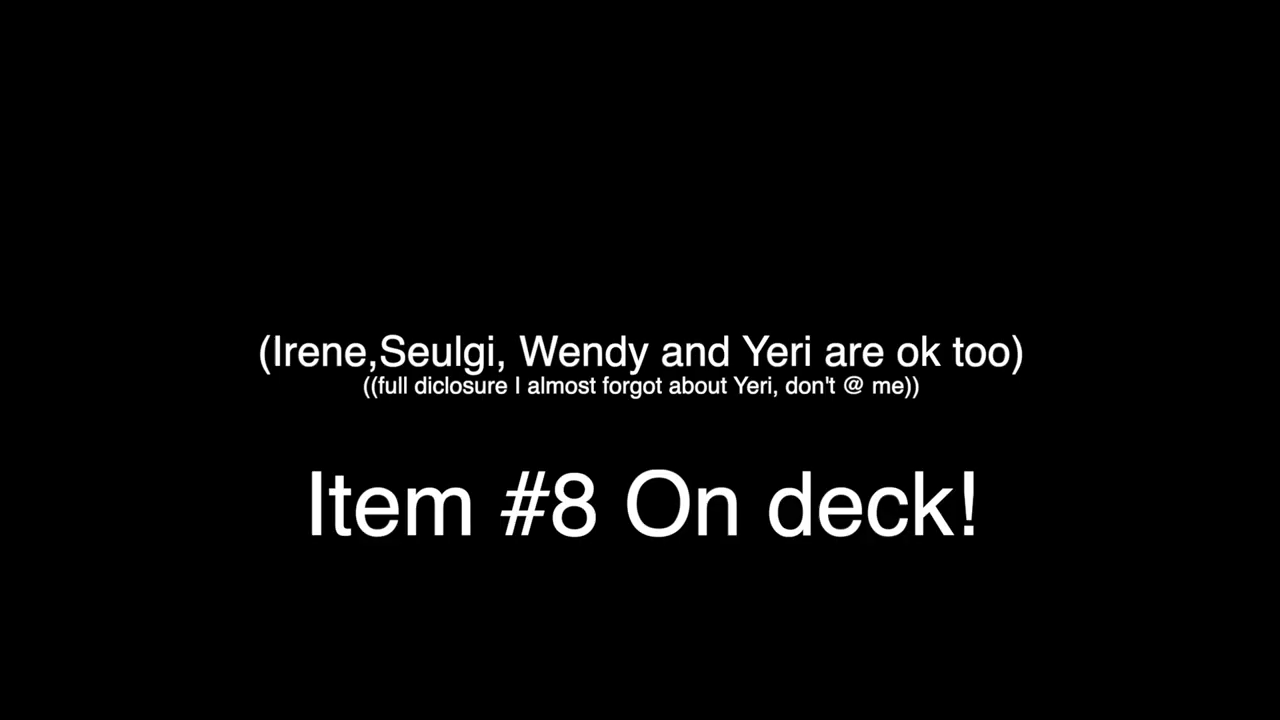 (Irene,Seulgi, Wendy and Yeri are ok too)
((full diclosure I almost forgot about Yeri, don't @ me))
Item #8 On deck!